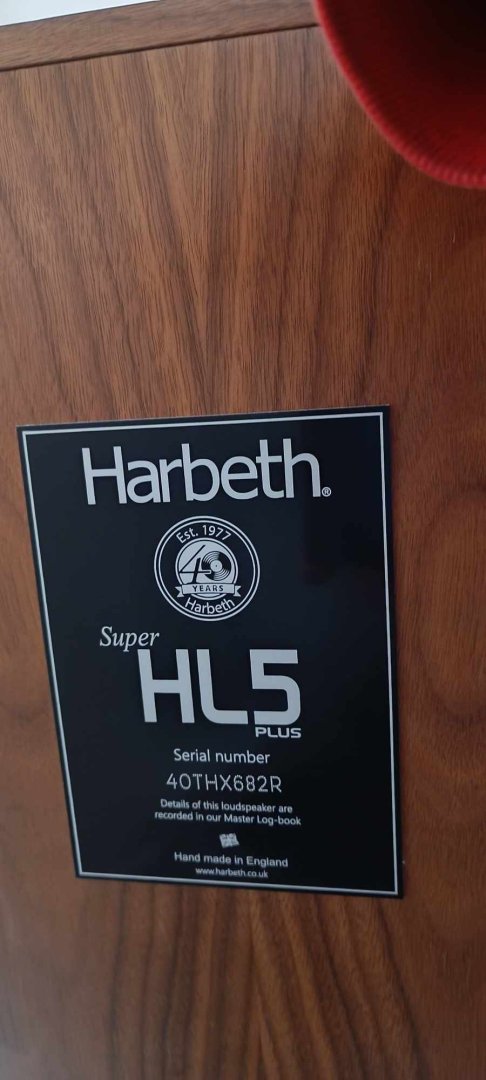 Harbeth®
Est. 1977
40
YEARS
Harbeth
Super
HL5
PLUS
Serial number
40THX682R
Details of this loudspeaker are
recorded in our Master Log-book
Hand made in England
www.harbeth.co.uk